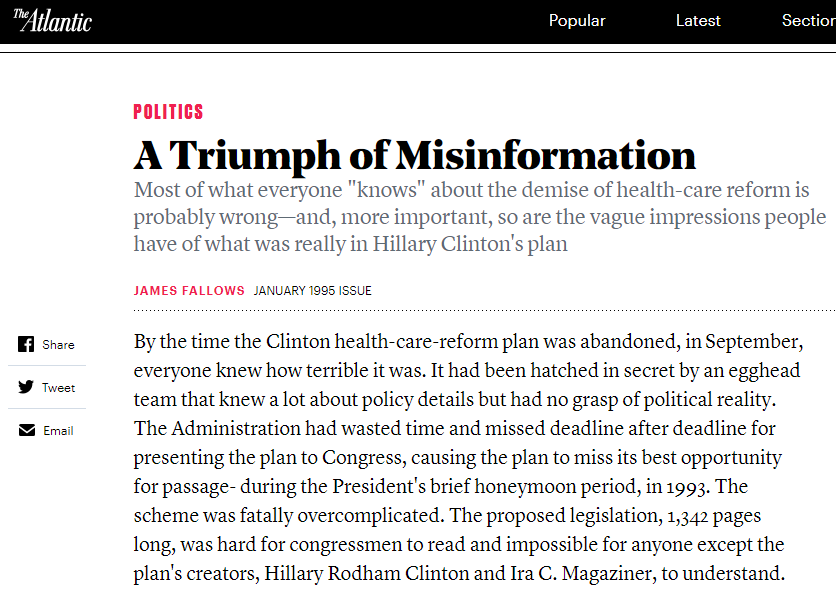 The Atlantic
Popular
Latest
Section
POLITICS
A Triumph of Misinformation
Most of what everyone "knows" about the demise of health-care reform is
probably wrong—and, more important, so are the vague impressions people
have of what was really in Hillary Clinton's plan
JAMES FALLOWS JANUARY 1995 ISSUE
Share
Tweet
Email
By the time the Clinton health-care-reform plan was abandoned, in September,
everyone knew how terrible it was. It had been hatched in secret by an egghead
team that knew a lot about policy details but had no grasp of political reality.
The Administration had wasted time and missed deadline after deadline for
presenting the plan to Congress, causing the plan to miss its best opportunity
for passage- during the President's brief honeymoon period, in 1993. The
scheme was fatally overcomplicated. The proposed legislation, 1,342 pages
long, was hard for congressmen to read and impossible for anyone except the
plan's creators, Hillary Rodham Clinton and Ira C. Magaziner, to understand.